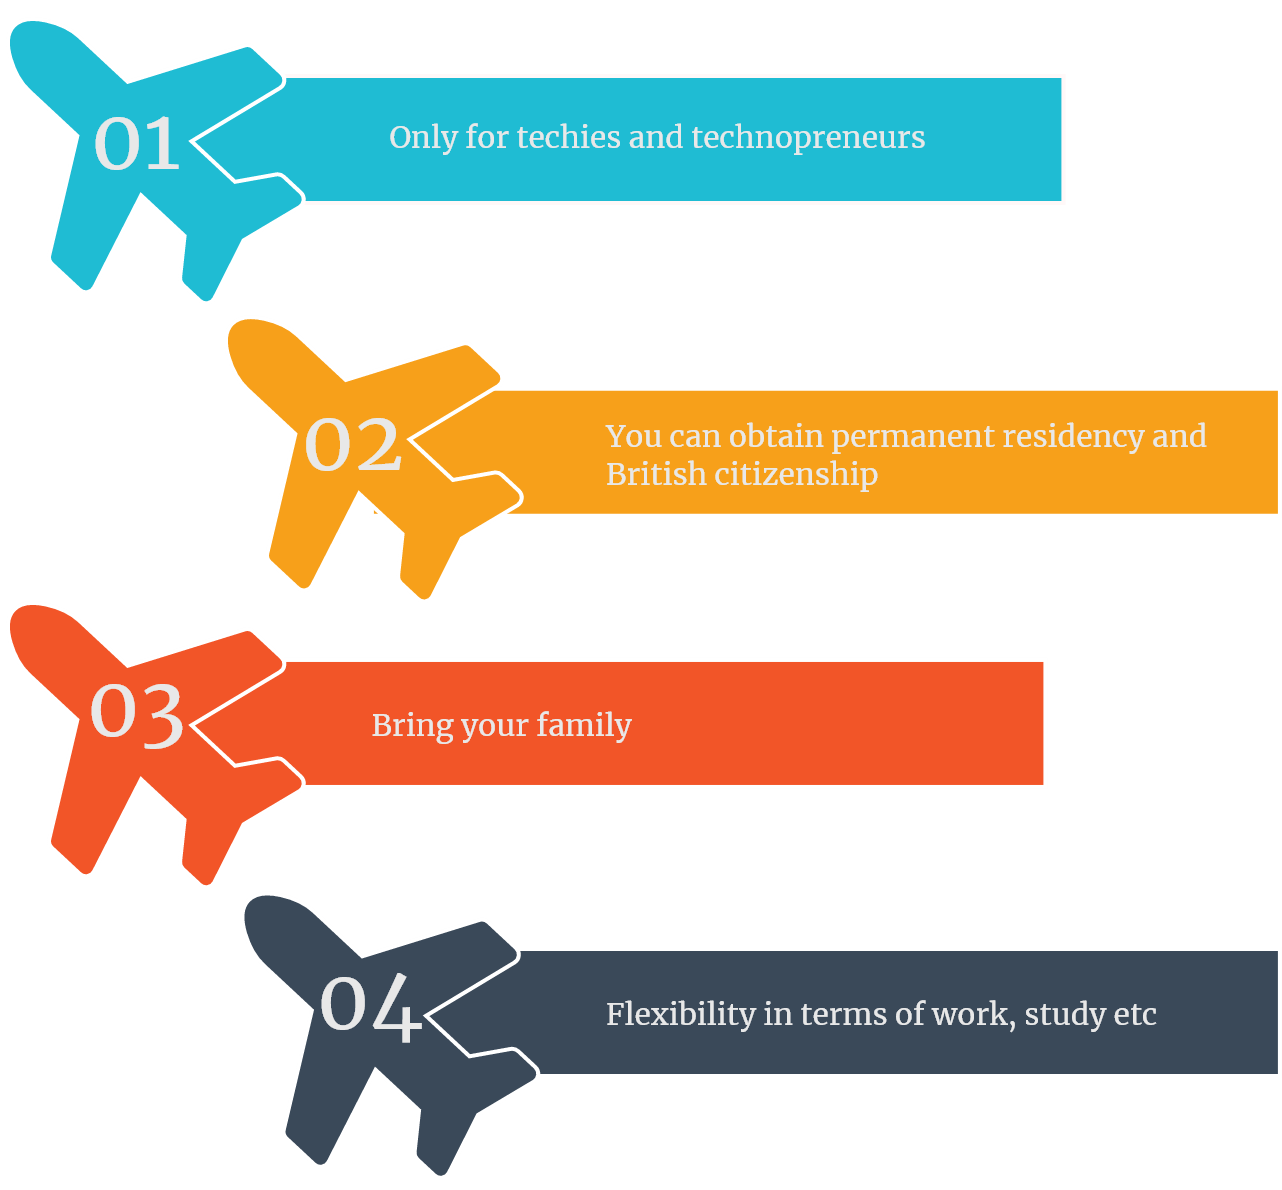 01
Only for techies and technopreneurs
02
You can obtain permanent residency and
British citizenship
03
Bring your family
04
Flexibility in terms of work, study etc